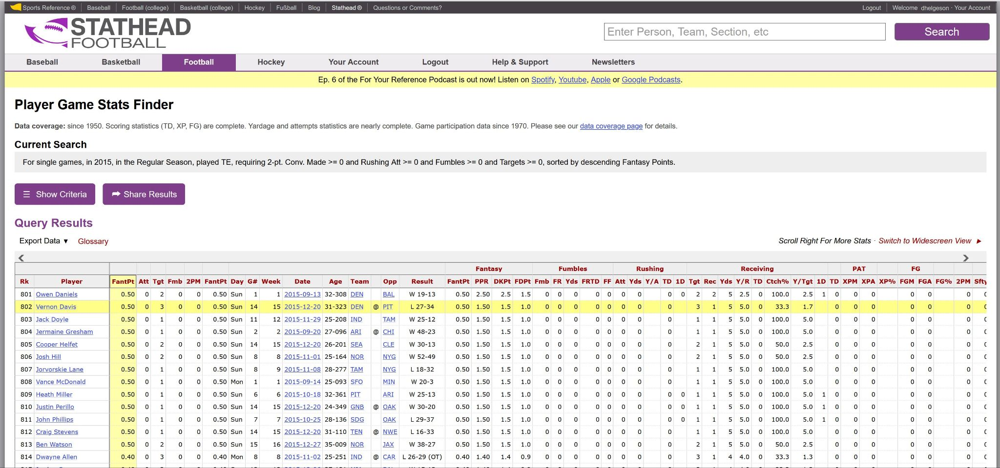 Sports Reference ® Baseball Football (college) Basketball (college) Hockey Fußball Blog Stathead ® Questions or Comments? Logout Welcome dhelgeson · Your Account
STATHEAD
FOOTBALL
Enter Person, Team, Section, etc Search
Baseball Basketball Football Hockey Your Account Logout Help & Support Newsletters
Ep. 6 of the For Your Reference Podcast is out now! Listen on Spotify, Youtube, Apple or Google Podcasts.
Player Game Stats Finder
Data coverage: since 1950. Scoring statistics (TD, XP, FG) are complete. Yardage and attempts statistics are nearly complete. Game participation data since 1970. Please see our data coverage page for details.
Current Search
For single games, in 2015, in the Regular Season, played TE, requiring 2-pt. Conv. Made >= 0 and Rushing Att >= 0 and Fumbles >= 0 and Targets >= 0, sorted by descending Fantasy Points.
☰ Show Criteria Share Results
Query Results
Export Data ▼ Glossary Scroll Right For More Stats · Switch to Widescreen View ►
Fantasy Fumbles Rushing Receiving PAT FG
Rk Player FantPt Att Tgt Fmb 2PM FantPt Day G# Week Date Age Team Opp Result FantPt PPR DKPt FDPt Fmb FR Yds FRTD FF Att Yds Y/A TD 1D Tgt Rec Yds Y/R TD Ctch% Y/Tgt 1D TD XPM XPA XP% FGM FGA FG% 2PM Sfty
801 Owen Daniels 0.50 0 2 0 0 0.50 Sun 1 1 2015-09-13 32-308 DEN BAL W 19-13 0.50 2.50 2.5 1.5 0 0 0 0 0 0 0 0 0 2 2 5 2.5 0 100.0 2.5 1 0 0 0 0 0 0
802 Vernon Davis 0.50 0 3 0 0 0.50 Sun 14 15 2015-12-20 31-323 DEN @ PIT L 27-34 0.50 1.50 1.5 1.0 0 0 0 0 0 0 0 0 3 1 5 5.0 0 33.3 1.7 0 0 0 0 0 0
803 Jack Doyle 0.50 0 1 0 0 0.50 Sun 11 12 2015-11-29 25-208 IND TAM W 25-12 0.50 1.50 1.5 1.0 0 0 0 0 0 0 0 0 1 1 5 5.0 0 100.0 5.0 0 0 0 0 0 0
804 Jermaine Gresham 0.50 0 1 0 0 0.50 Sun 2 2 2015-09-20 27-096 ARI @ CHI W 48-23 0.50 1.50 1.5 1.0 0 0 0 0 0 0 0 0 1 1 5 5.0 0 100.0 5.0 0 0 0 0 0 0
805 Cooper Helfet 0.50 0 2 0 0 0.50 Sun 14 15 2015-12-20 26-201 SEA CLE W 30-13 0.50 1.50 1.5 1.0 0 0 0 0 0 0 0 0 2 1 5 5.0 0 50.0 2.5 0 0 0 0 0 0
806 Josh Hill 0.50 0 2 0 0 0.50 Sun 8 8 2015-11-01 25-164 NOR NYG W 52-49 0.50 1.50 1.5 1.0 0 0 0 0 0 0 0 0 2 1 5 5.0 0 50.0 2.5 0 0 0 0 0 0
807 Jorvorskie Lane 0.50 0 1 0 0 0.50 Sun 8 9 2015-11-08 28-277 TAM NYG L 18-32 0.50 1.50 1.5 1.0 0 0 0 0 0 0 0 0 1 1 5 5.0 0 100.0 5.0 0 0 0 0 0 0
808 Vance McDonald 0.50 0 1 0 0 0.50 Mon 1 1 2015-09-14 25-093 SFO MIN W 20-3 0.50 1.50 1.5 1.0 0 0 0 0 0 0 0 0 1 1 5 5.0 0 100.0 5.0 0 0 0 0 0 0
809 Heath Miller 0.50 0 1 0 0 0.50 Sun 6 6 2015-10-18 32-361 PIT ARI W 25-13 0.50 1.50 1.5 1.0 0 0 0 0 0 0 0 0 0 1 1 5 5.0 0 100.0 5.0 1 0 0 0 0 0 0
810 Justin Perillo 0.50 0 1 0 0 0.50 Sun 14 15 2015-12-20 24-349 GNB @ OAK W 30-20 0.50 1.50 1.5 1.0 0 0 0 0 0 0 0 0 0 1 1 5 5.0 0 100.0 5.0 1 0 0 0 0 0 0
811 John Phillips 0.50 0 1 0 0 0.50 Sun 7 7 2015-10-25 28-136 SDG OAK L 29-37 0.50 1.50 1.5 1.0 0 0 0 0 0 0 0 0 0 1 1 5 5.0 0 100.0 5.0 1 0 0 0 0 0 0
812 Craig Stevens 0.50 0 1 0 0 0.50 Sun 14 15 2015-12-20 31-110 TEN @ NWE L 16-33 0.50 1.50 1.5 1.0 0 0 0 0 0 0 0 0 1 1 5 5.0 0 100.0 5.0 0 0 0 0 0 0
813 Ben Watson 0.50 0 2 0 0 0.50 Sun 15 16 2015-12-27 35-009 NOR JAX W 38-27 0.50 1.50 1.5 1.0 0 0 0 0 0 0 0 0 2 1 5 5.0 0 50.0 2.5 0 0 0 0 0 0
814 Dwayne Allen 0.40 0 3 0 0 0.40 Mon 8 8 2015-11-02 25-251 IND @ CAR L 26-29 (OT) 0.40 1.40 1.4 0.9 0 0 0 0 0 0 0 0 3 1 4 4.0 0 33.3 1.3 0 0 0 0 0 0